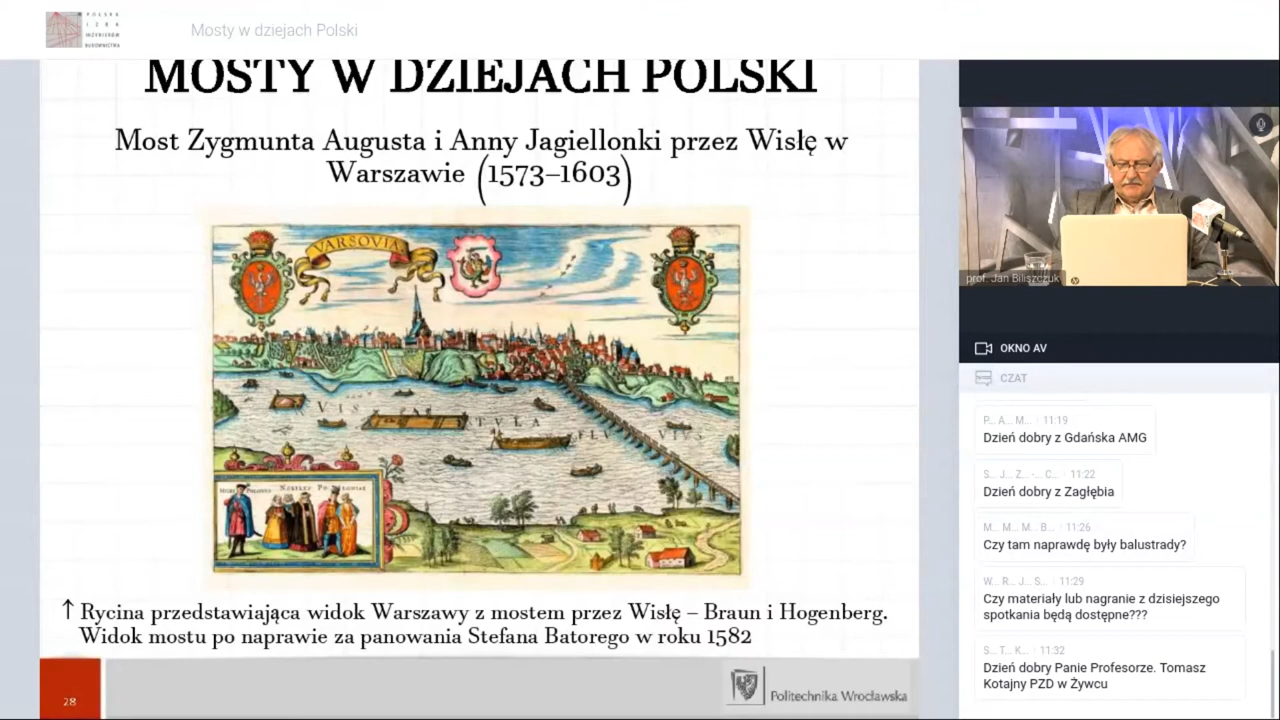 POLSKA
IZBA
INŻYNIERÓW
BUDOWNICTWA
Mosty w dziejach Polski
MOSTY W DZIEJACH POLSKI
Most Zygmunta Augusta i Anny Jagiellonki przez Wisłę w
Warszawie (1573–1603)
VARSOVIA
VISTULA FLUVIUS
↑ Rycina przedstawiająca widok Warszawy z mostem przez Wisłę – Braun i Hogenberg.
Widok mostu po naprawie za panowania Stefana Batorego w roku 1582
28
Politechnika Wrocławska
prof. Jan Biliszczuk
OKNO AV
CZAT
P... A... M... 11:19
Dzień dobry z Gdańska AMG
S... J... Z... -... C... 11:22
Dzień dobry z Zagłębia
M... M... M... B... 11:26
Czy tam naprawdę były balustrady?
W... R... J... S... 11:29
Czy materiały lub nagranie z dzisiejszego
spotkania będą dostępne???
S... T... K... 11:32
Dzień dobry Panie Profesorze. Tomasz
Kotajny PZD w Żywcu